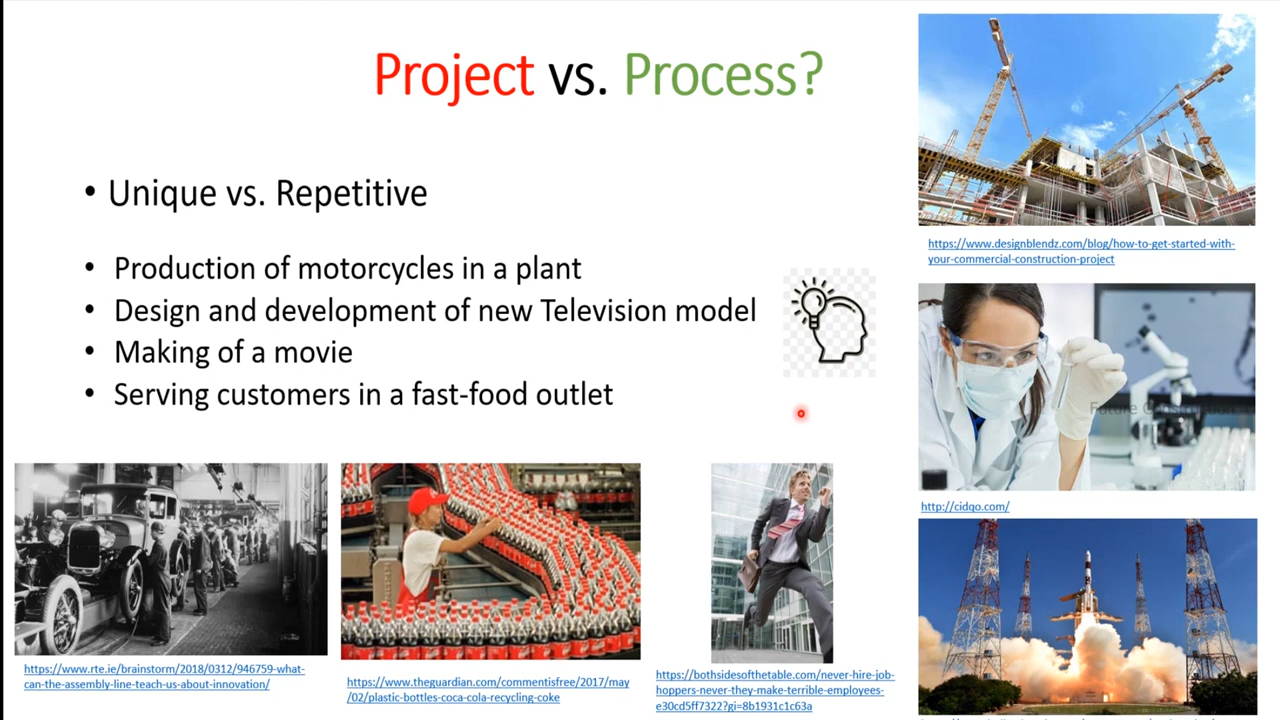 Project vs. Process?
• Unique vs. Repetitive
• Production of motorcycles in a plant
• Design and development of new Television model
• Making of a movie
• Serving customers in a fast-food outlet
https://www.designblendz.com/blog/how-to-get-started-with-
your-commercial-construction-project
http://cidqo.com/
https://www.rte.ie/brainstorm/2018/0312/946759-what-
can-the-assembly-line-teach-us-about-innovation/
https://www.theguardian.com/commentisfree/2017/may
/02/plastic-bottles-coca-cola-recycling-coke
https://bothsidesofthetable.com/never-hire-job-
hoppers-never-they-make-terrible-employees-
e30cd5ff7322?gi=8b1931c1c63a